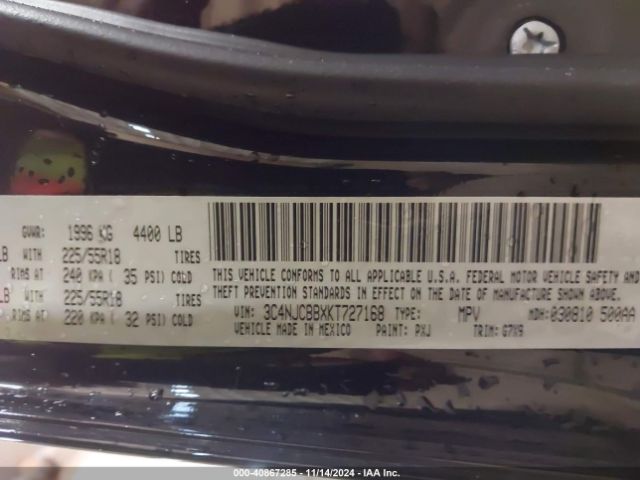 GVWR: 1996 KG 4400 LB
LB WITH 225/55R18 TIRES
RIMS AT 240 KPA ( 35 PSI) COLD
LB WITH 225/55R18 TIRES
RIMS AT 220 KPA ( 32 PSI) COLD
THIS VEHICLE CONFORMS TO ALL APPLICABLE U.S.A. FEDERAL MOTOR VEHICLE SAFETY AND
THEFT PREVENTION STANDARDS IN EFFECT ON THE DATE OF MANUFACTURE SHOWN ABOVE.
VIN: 3C4NJCBBXKT727168 TYPE: MPV MDH: 030810 500AA
VEHICLE MADE IN MEXICO PAINT: PXJ TRIM: G7X9
000-40867285 - 11/14/2024 - IAA Inc.